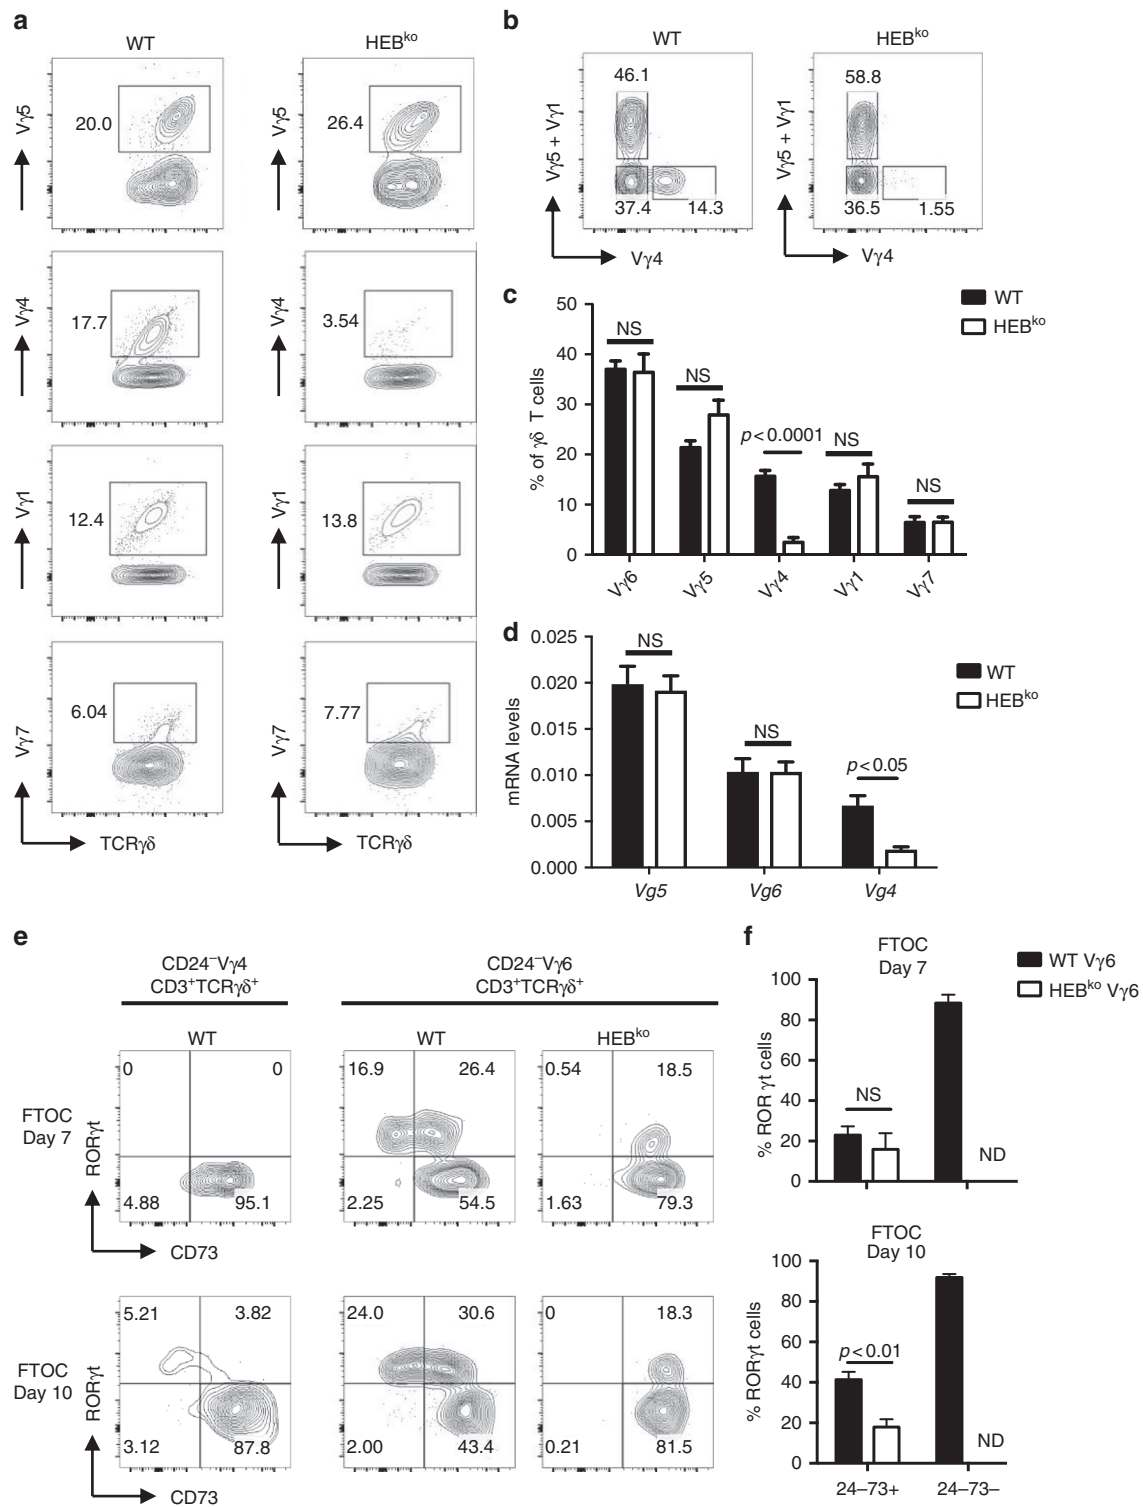 a
WT
HEBko
Vγ5
20.0
Vγ5
26.4
Vγ4
17.7
Vγ4
3.54
Vγ1
12.4
Vγ1
13.8
Vγ7
6.04
Vγ7
7.77
TCRγδ
TCRγδ
b
WT
HEBko
Vγ5 + Vγ1
46.1
37.4
14.3
Vγ4
Vγ5 + Vγ1
58.8
36.5
1.55
Vγ4
c
WT
HEBko
% of γδ T cells
50
40
30
20
10
0
NS
NS
p<0.0001
NS
NS
Vγ6
Vγ5
Vγ4
Vγ1
Vγ7
d
WT
HEBko
mRNA levels
0.025
0.020
0.015
0.010
0.005
0.000
NS
NS
p<0.05
Vg5
Vg6
Vg4
e
CD24–Vγ4
CD3+TCRγδ+
CD24–Vγ6
CD3+TCRγδ+
WT
WT
HEBko
FTOC
Day 7
RORγt
0
0
4.88
95.1
CD73
16.9
26.4
2.25
54.5
0.54
18.5
1.63
79.3
FTOC
Day 10
RORγt
5.21
3.82
3.12
87.8
CD73
24.0
30.6
2.00
43.4
0
18.3
0.21
81.5
f
FTOC
Day 7
WT Vγ6
HEBko Vγ6
% ROR γt cells
100
80
60
40
20
0
NS
ND
FTOC
Day 10
% RORγt cells
100
80
60
40
20
0
p<0.01
ND
24–73+
24–73–